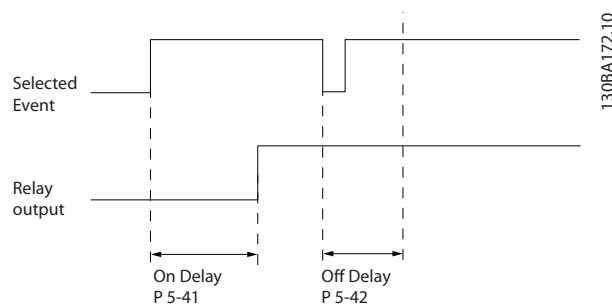 130BA172.10
Selected
Event
Relay
output
On Delay
P 5-41
Off Delay
P 5-42